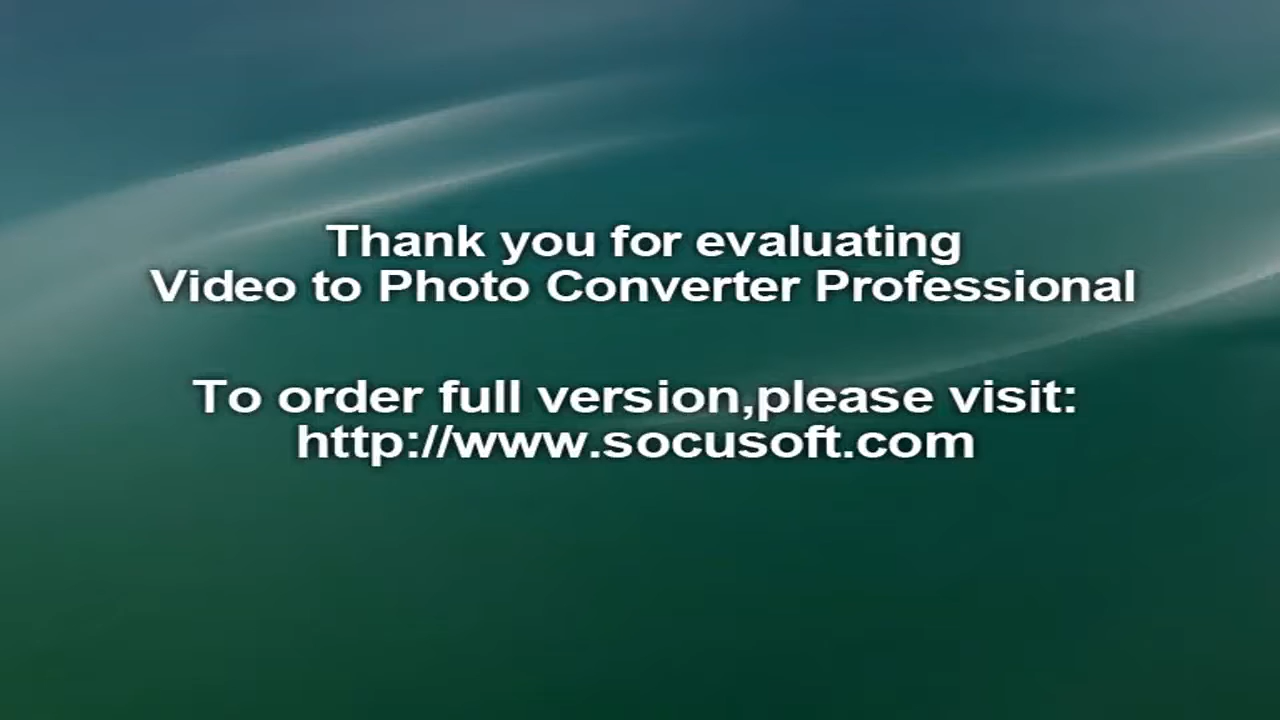 Thank you for evaluating
Video to Photo Converter Professional
To order full version,please visit:
http://www.socusoft.com